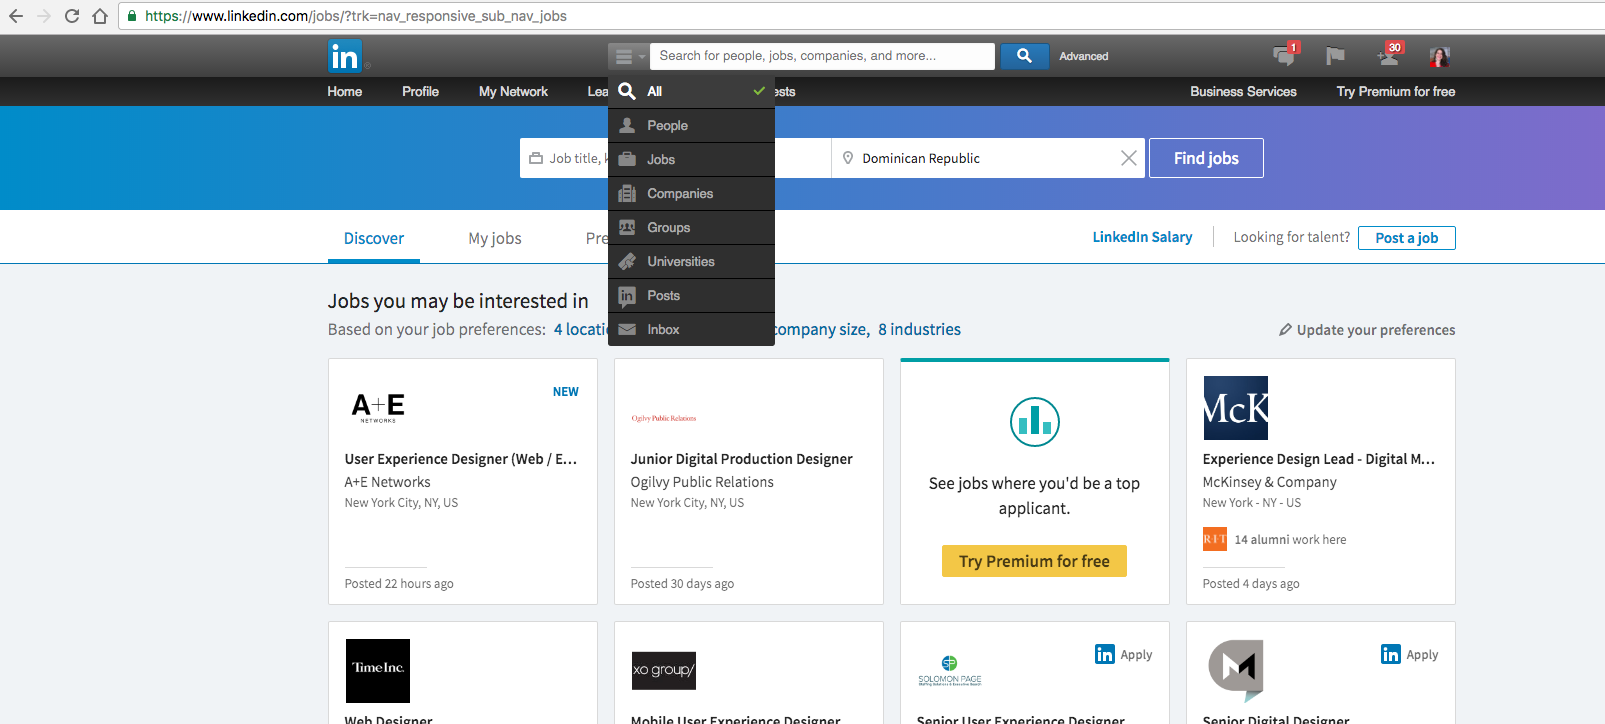 https://www.linkedin.com/jobs/?trk=nav_responsive_sub_nav_jobs
in
Search for people, jobs, companies, and more...
Advanced
1
30
Home
Profile
My Network
Lea
ests
Business Services
Try Premium for free
All
People
Jobs
Companies
Groups
Universities
in Posts
Inbox
Job title, k
Dominican Republic
Find jobs
Discover
My jobs
Pre
LinkedIn Salary
Looking for talent?
Post a job
Jobs you may be interested in
Based on your job preferences: 4 locati
company size, 8 industries
Update your preferences
A+E
NETWORKS
NEW
User Experience Designer (Web / E...
A+E Networks
New York City, NY, US
Posted 22 hours ago
Ogilvy Public Relations
Junior Digital Production Designer
Ogilvy Public Relations
New York City, NY, US
Posted 30 days ago
See jobs where you'd be a top
applicant.
Try Premium for free
McK
Experience Design Lead - Digital M...
McKinsey & Company
New York - NY - US
R·I·T
14 alumni work here
Posted 4 days ago
Time Inc.
Web Designer
xo group/
Mobile User Experience Designer
SP
SOLOMON PAGE
Staffing Solutions & Executive Search
in Apply
Senior User Experience Designer
M
in Apply
Senior Digital Designer